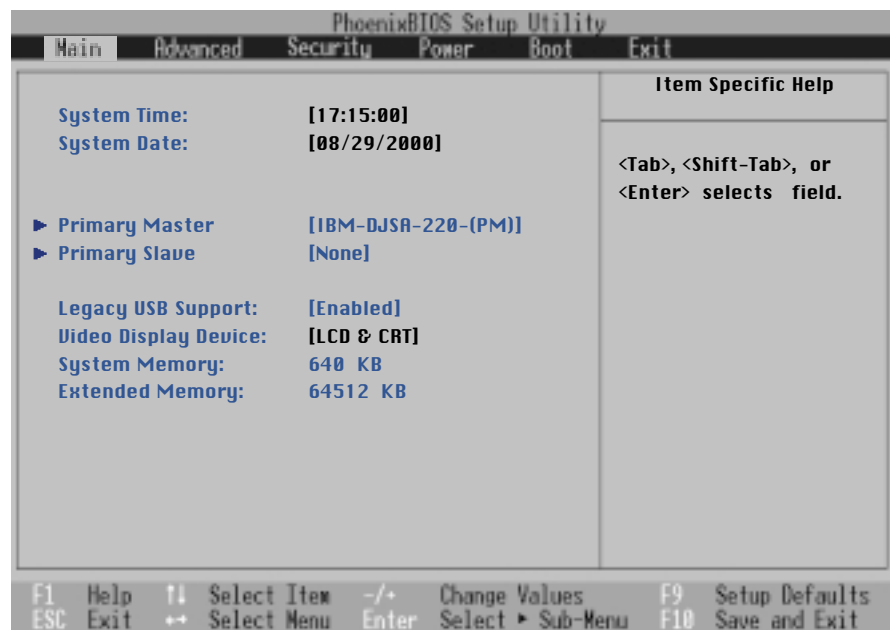 PhoenixBIOS Setup Utility
Main Advanced Security Power Boot Exit
Item Specific Help
System Time: [17:15:00]
System Date: [08/29/2000]
<Tab>, <Shift-Tab>, or
<Enter> selects field.
▶ Primary Master [IBM-DJSA-220-(PM)]
▶ Primary Slave [None]
Legacy USB Support: [Enabled]
Video Display Device: [LCD & CRT]
System Memory: 640 KB
Extended Memory: 64512 KB
F1 Help ↑↓ Select Item -/+ Change Values F9 Setup Defaults
ESC Exit ←→ Select Menu Enter Select ▶ Sub-Menu F10 Save and Exit